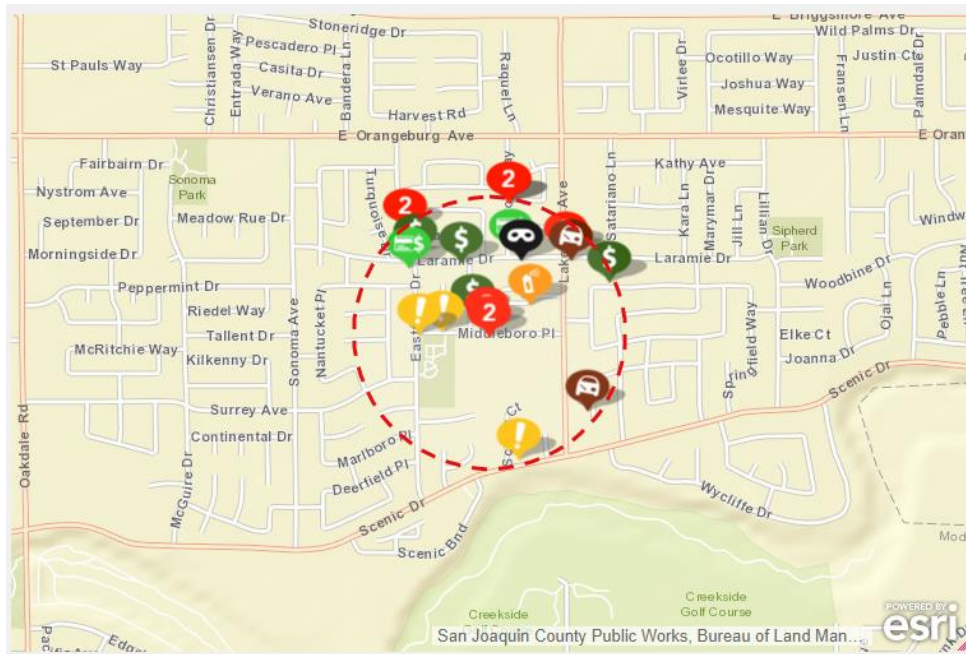 E Briggsmore Ave
Stoneridge Dr
Wild Palms Dr
Pescadero Pl
Justin Ct
St Pauls Way
Christiansen Dr
Entrada Way
Casita Dr
Bandera Ln
Ranbel Ln
Virlee Dr
Ocotillo Way
Fransen Ln
Palmdale Dr
Verano Ave
Joshua Way
Harvest Rd
Mesquite Way
E Orangeburg Ave
Fairbairn Dr
Kathy Ave
Sonoma
Park
Turquoise
2
Satariano Ln
Nystrom Ave
Kara Ln
Marymar Dr
Jill Ln
Lillian Dr
2
September Dr
Meadow Rue Dr
Sipherd
Park
Morningside Dr
$
$
$
8
Laramie Dr
Laramie Dr
$
Woodbine Dr
Peppermint Dr
$
Riedel Way
Nantucket Pl
!
!
2
Tallent Dr
Middleboro Pl
Elke Ct
Ojai Ln
Pebble Ln
McRitchie Way
Kilkenny Dr
Sonoma Ave
Joanna Dr
Springfield Way
Scenic Dr
Surrey Ave
Oakdale Rd
Continental Dr
Marlboro Pl
!
Ct
McGuire Dr
Deerfield Pl
Wycliffe Dr
Scenic Dr
Scenic Bnd
Creekside
Golf Course
Creekside
San Joaquin County Public Works, Bureau of Land Man...
POWERED BY
esri